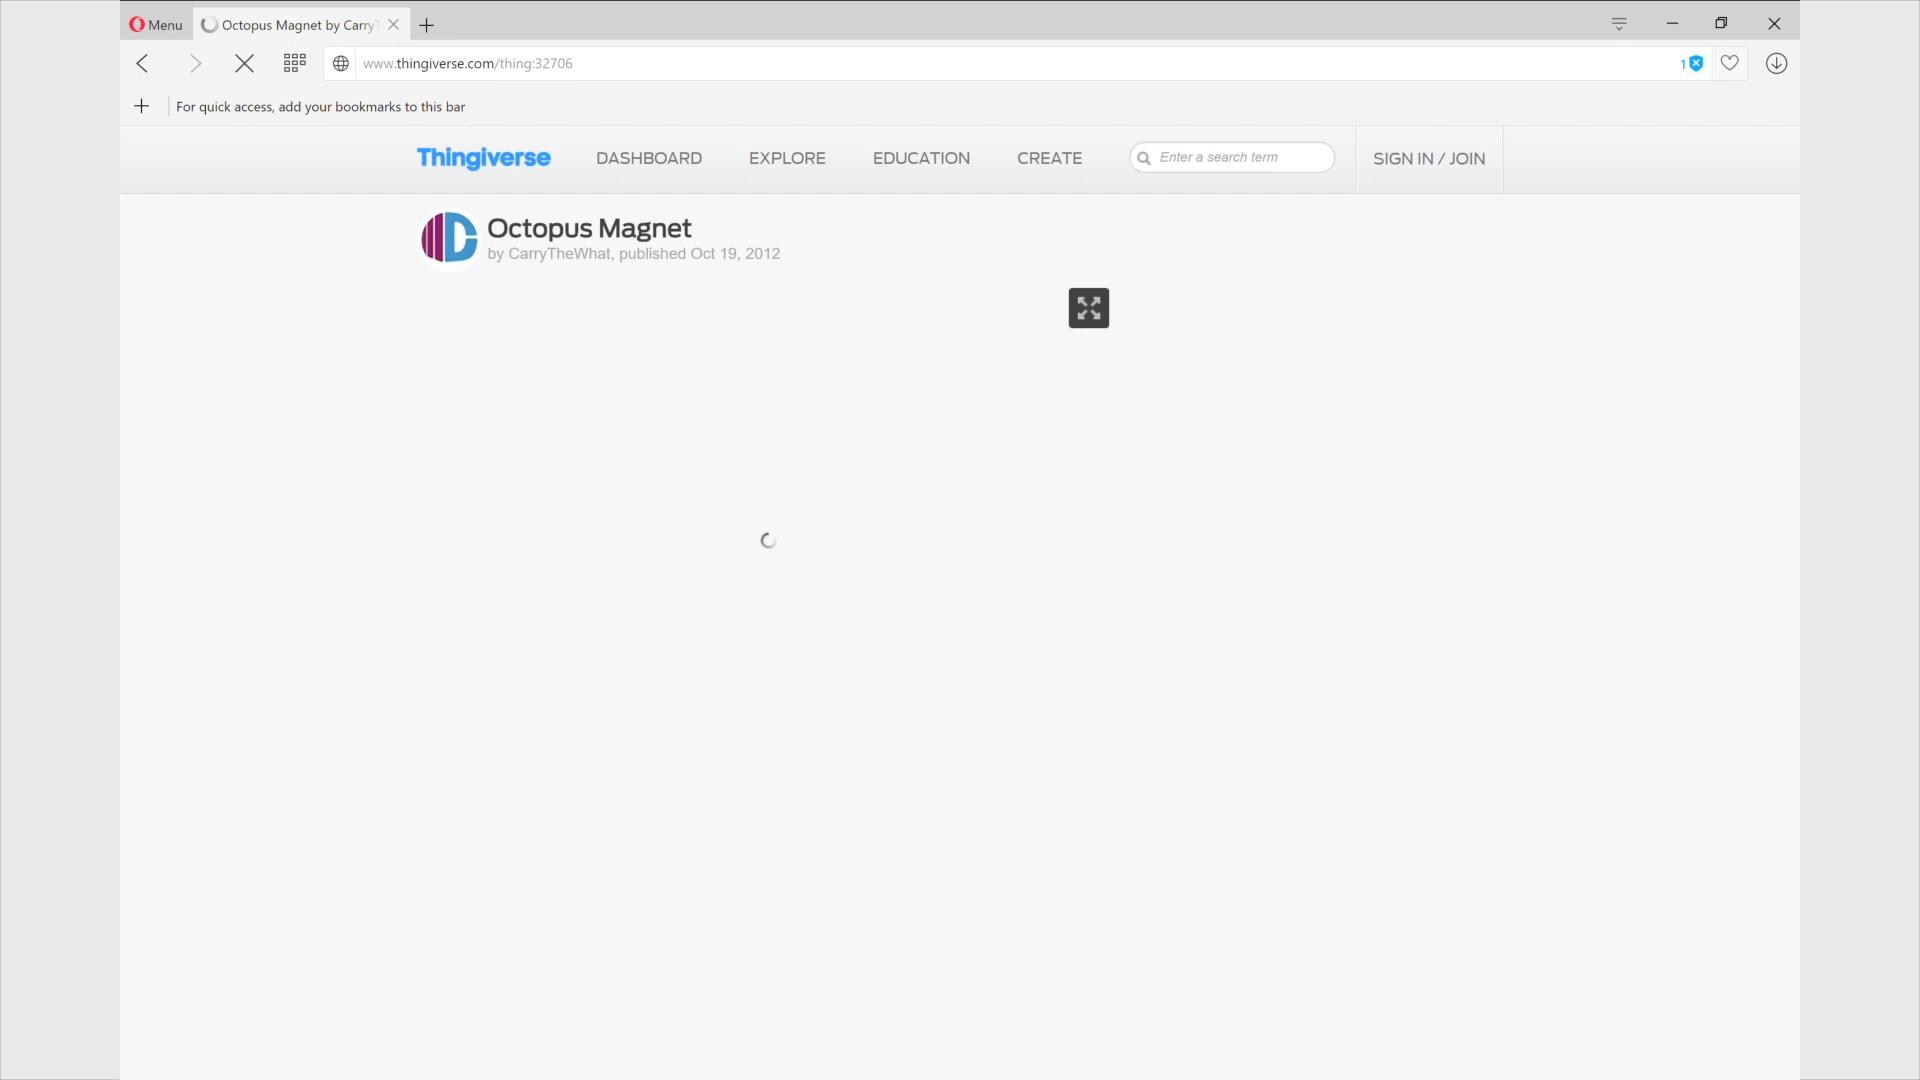 Menu
Octopus Magnet by Carry
www.thingiverse.com/thing:32706
1
For quick access, add your bookmarks to this bar
Thingiverse DASHBOARD EXPLORE EDUCATION CREATE Enter a search term SIGN IN / JOIN
Octopus Magnet
by CarryTheWhat, published Oct 19, 2012